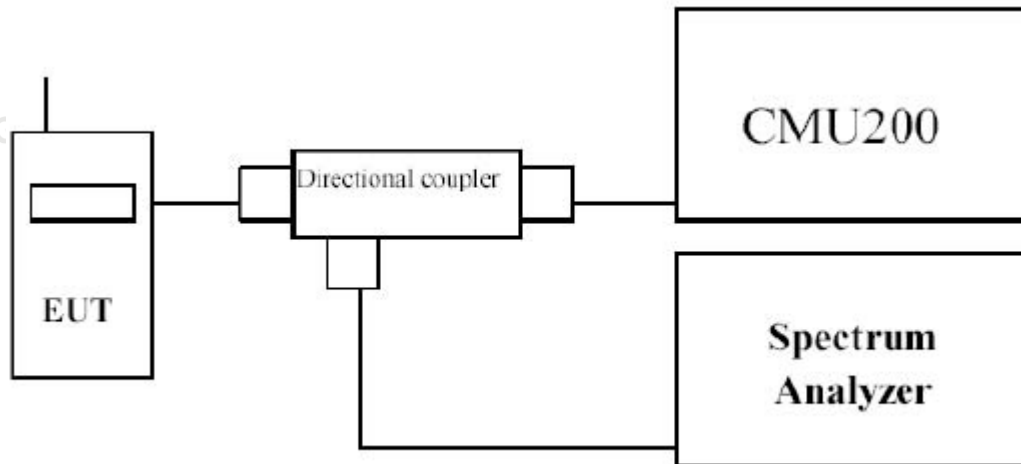 CMU200
Directional coupler
EUT
Spectrum
Analyzer